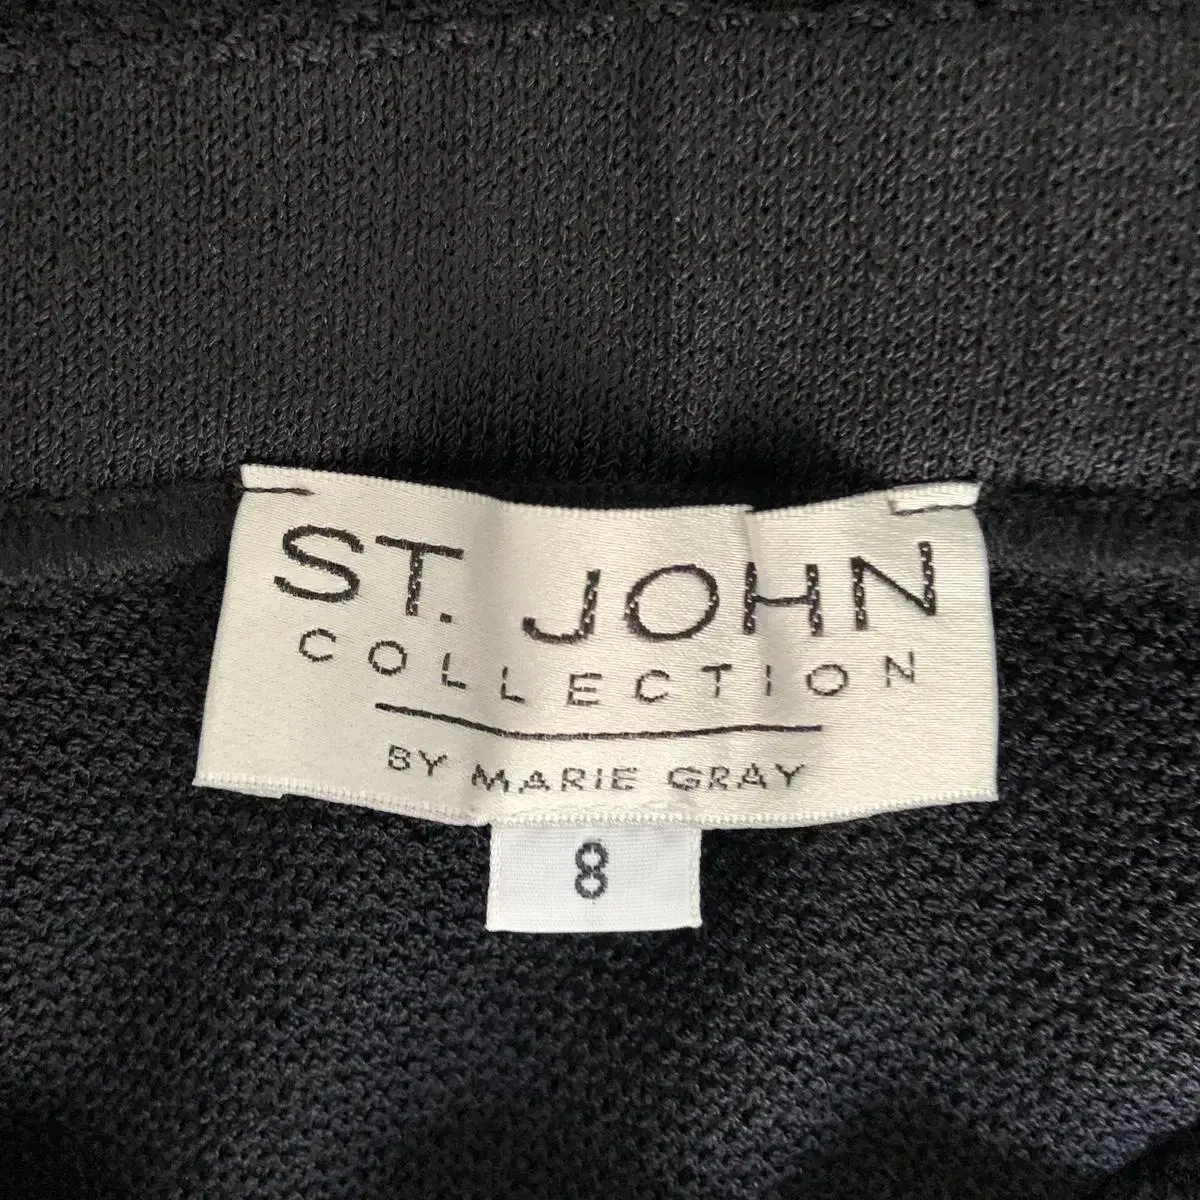 ST. JOHN
COLLECTION
BY MARIE GRAY
8